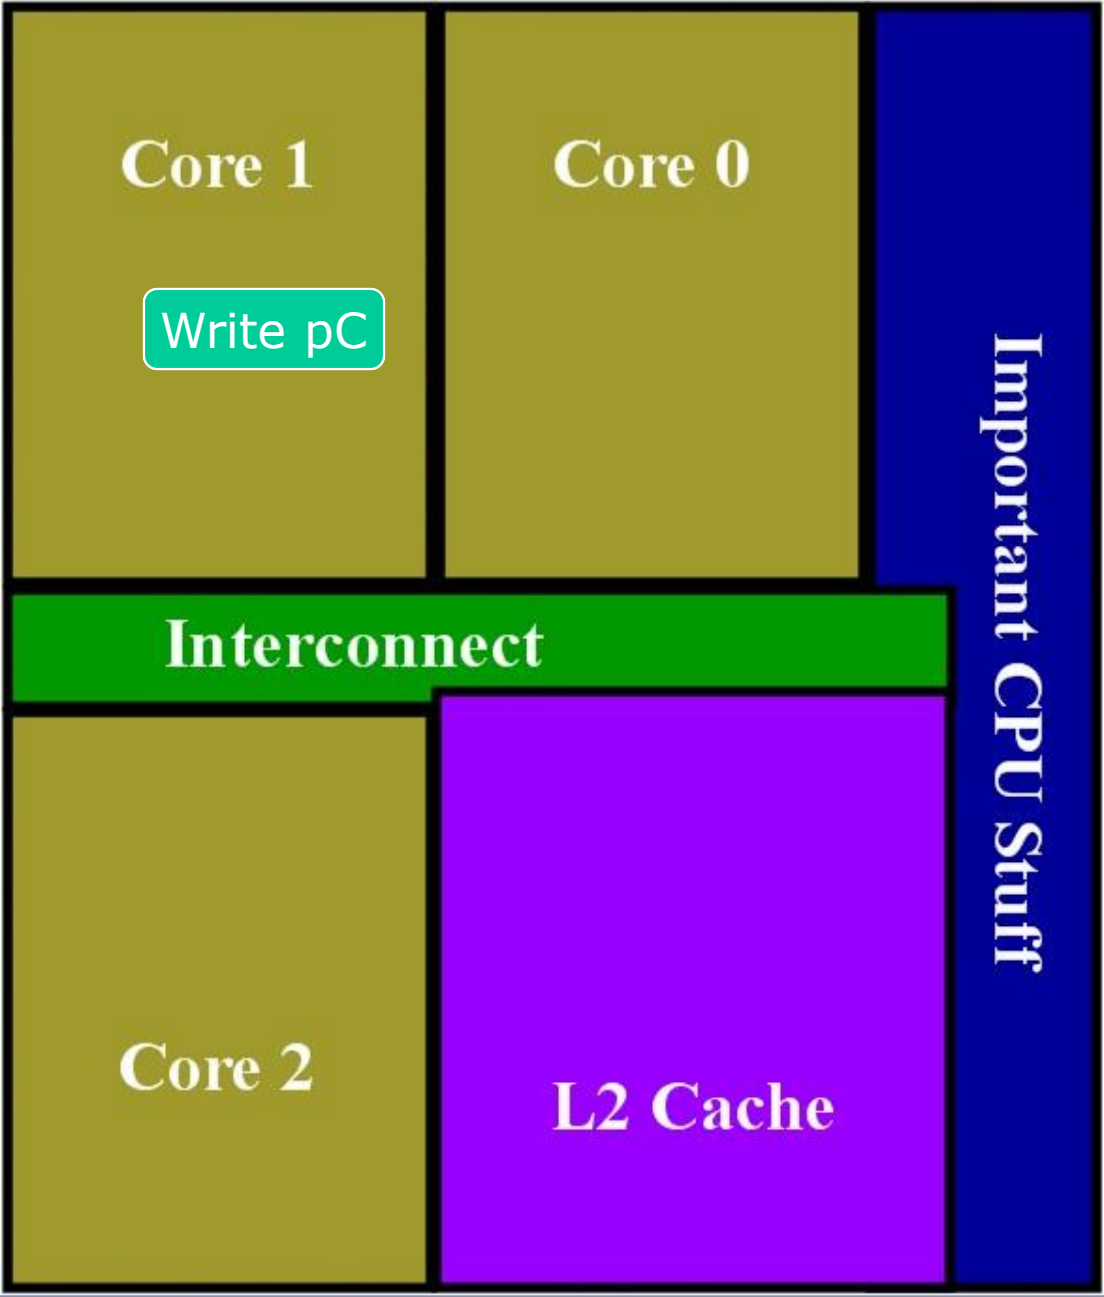 Core 1
Core 0
Write pC
Important CPU Stuff
Interconnect
Core 2
L2 Cache